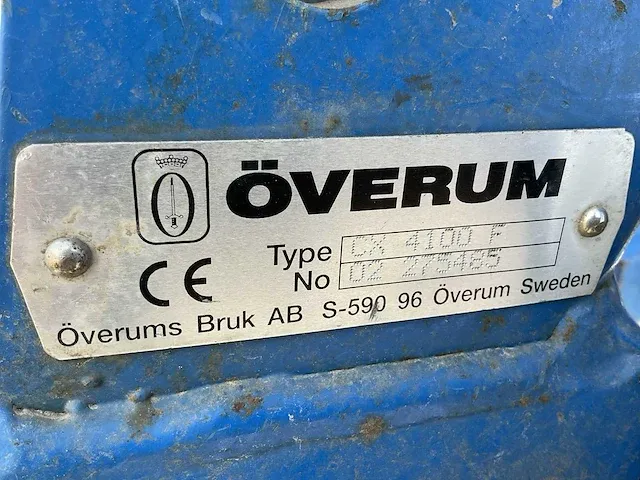 ÖVERUM
Type CX 4100 F
No 02 275485
CE
Överums Bruk AB S-590 96 Överum Sweden